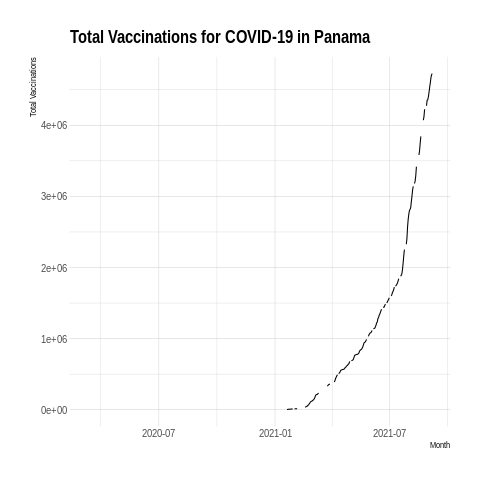 Total Vaccinations for COVID-19 in Panama
Total Vaccinations
4e+06
3e+06
2e+06
1e+06
0e+00
2020-07 2021-01 2021-07
Month